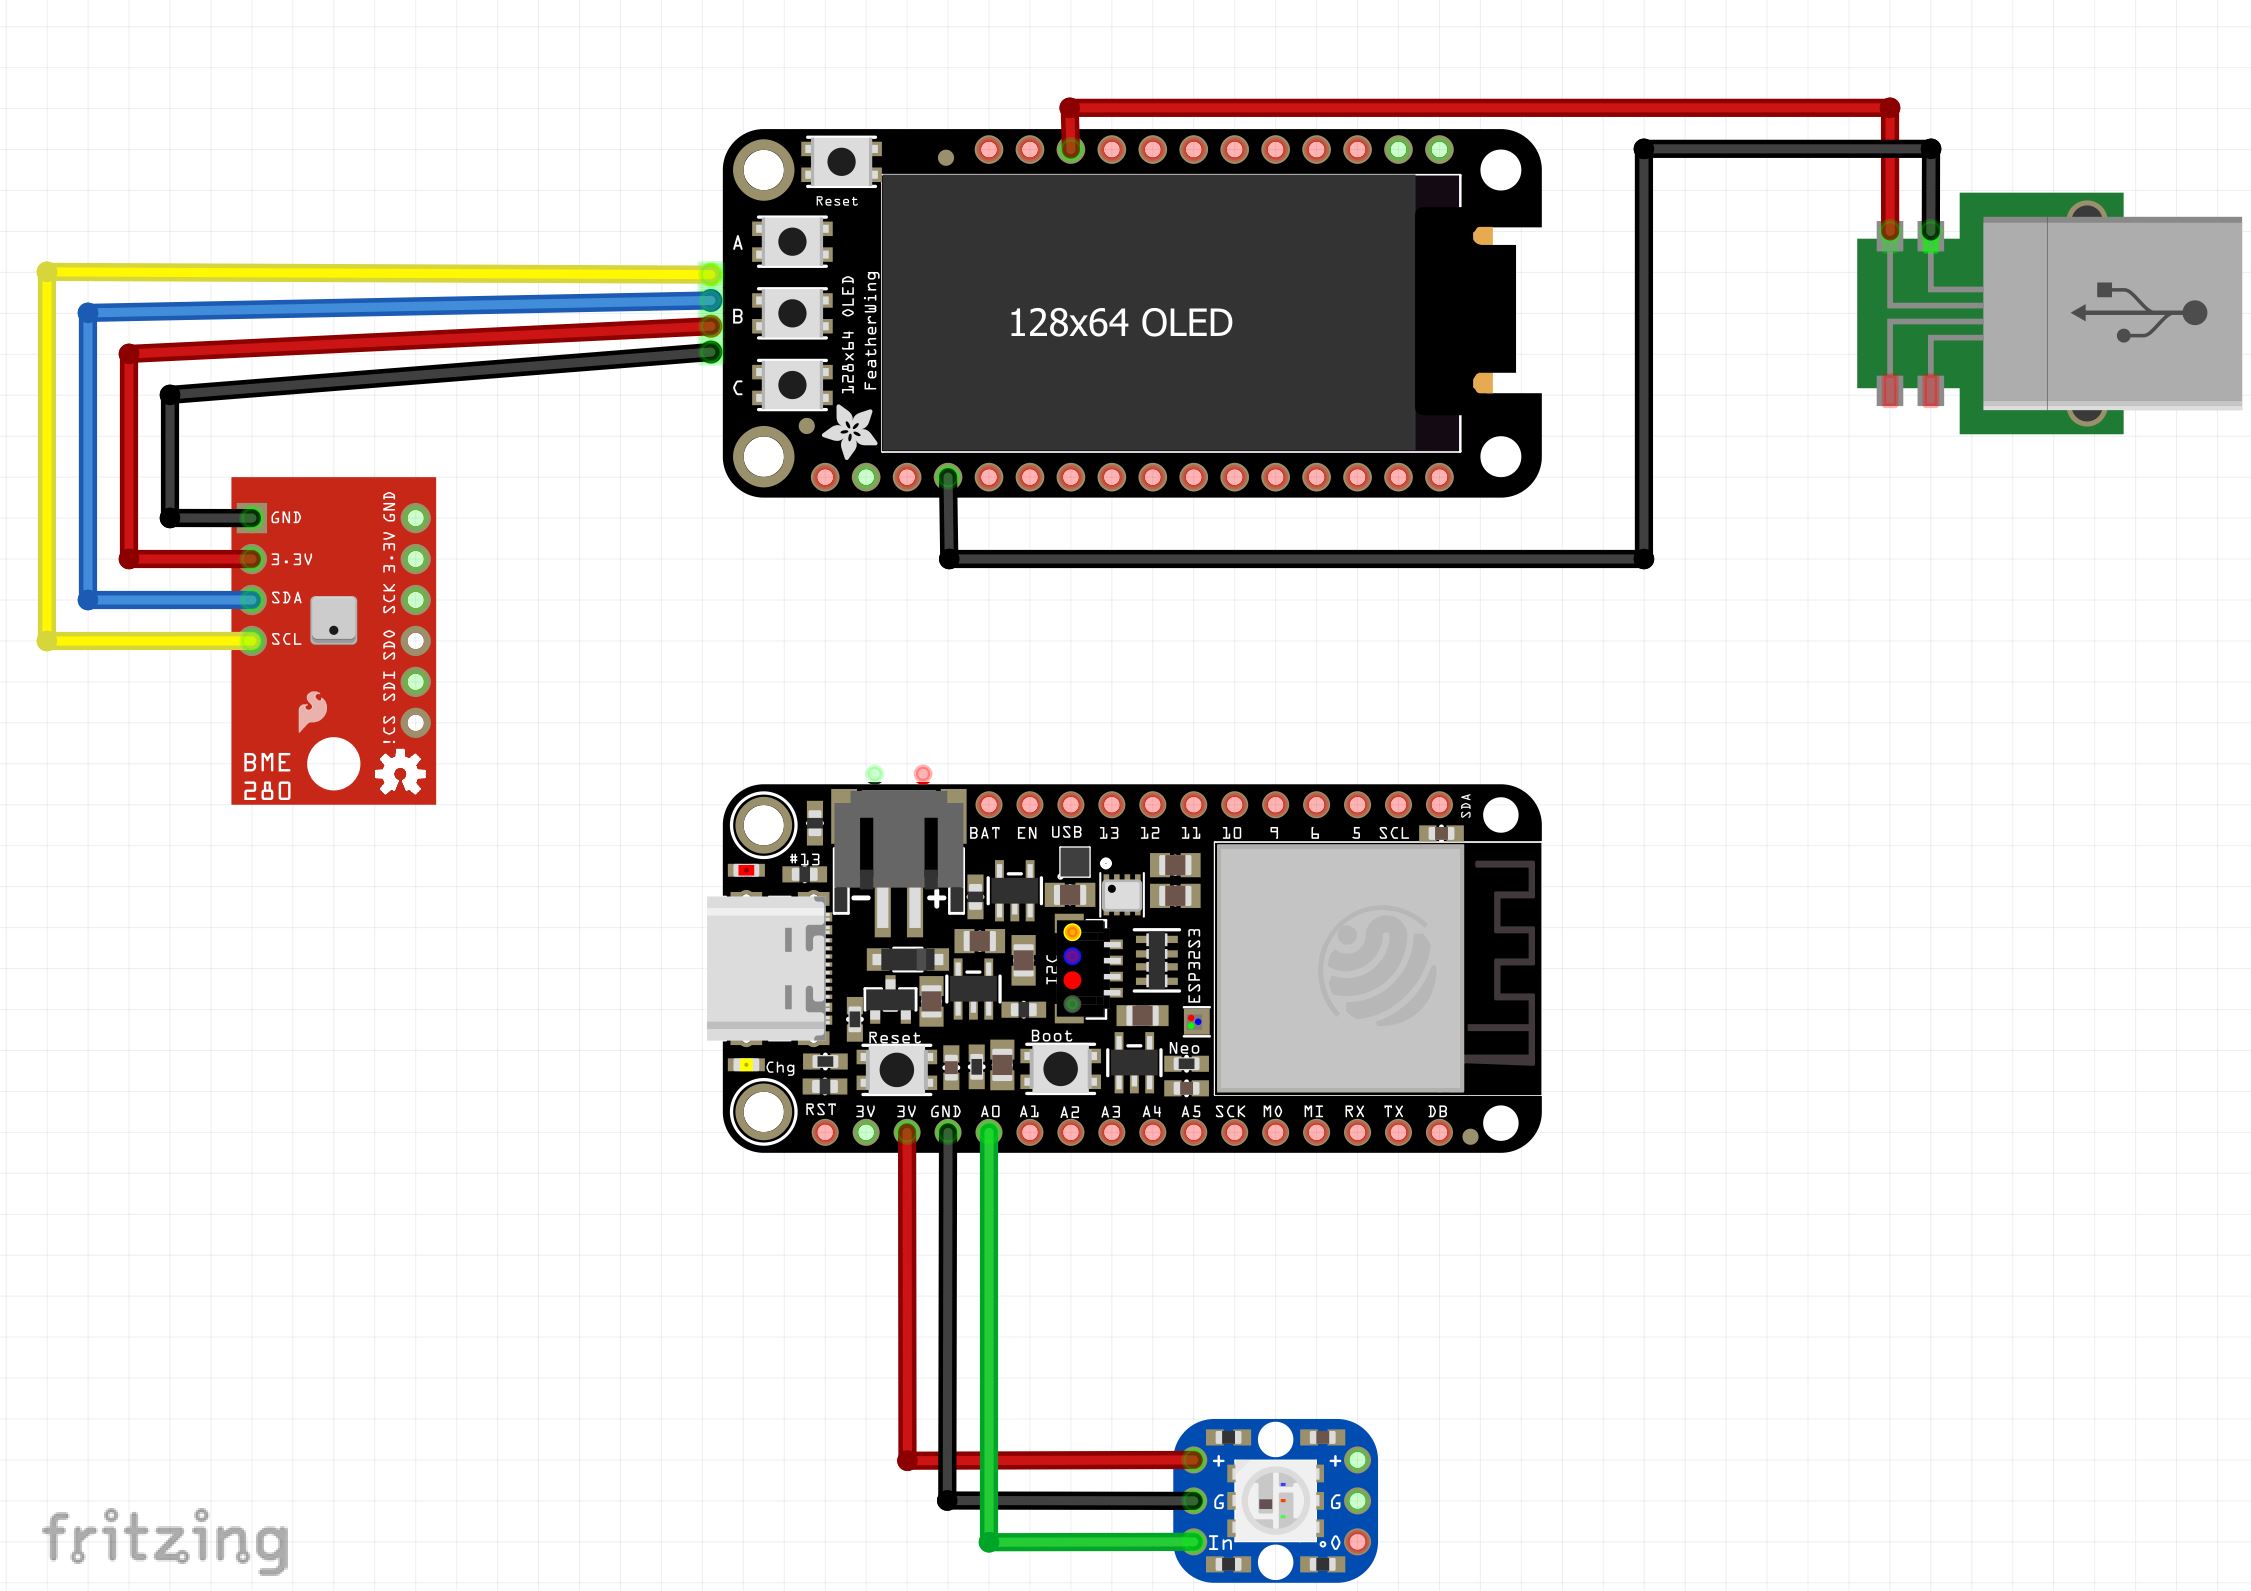 Reset
A
B
C
128x64 OLED
FeatherWing
128x64 OLED
GND
3.3V
SDA
SCL
GND
3.3V
SCK
SDO
SDI
!CS
BME
280
BAT EN USB 13 12 11 10 9 6 5 SCL SDA
#13
- +
I2C
ESP32S3
Reset
Boot
Neo
Chg
RST 3V 3V GND A0 A1 A2 A3 A4 A5 SCK MO MI RX TX DB
+ +
G G
In O
fritzing